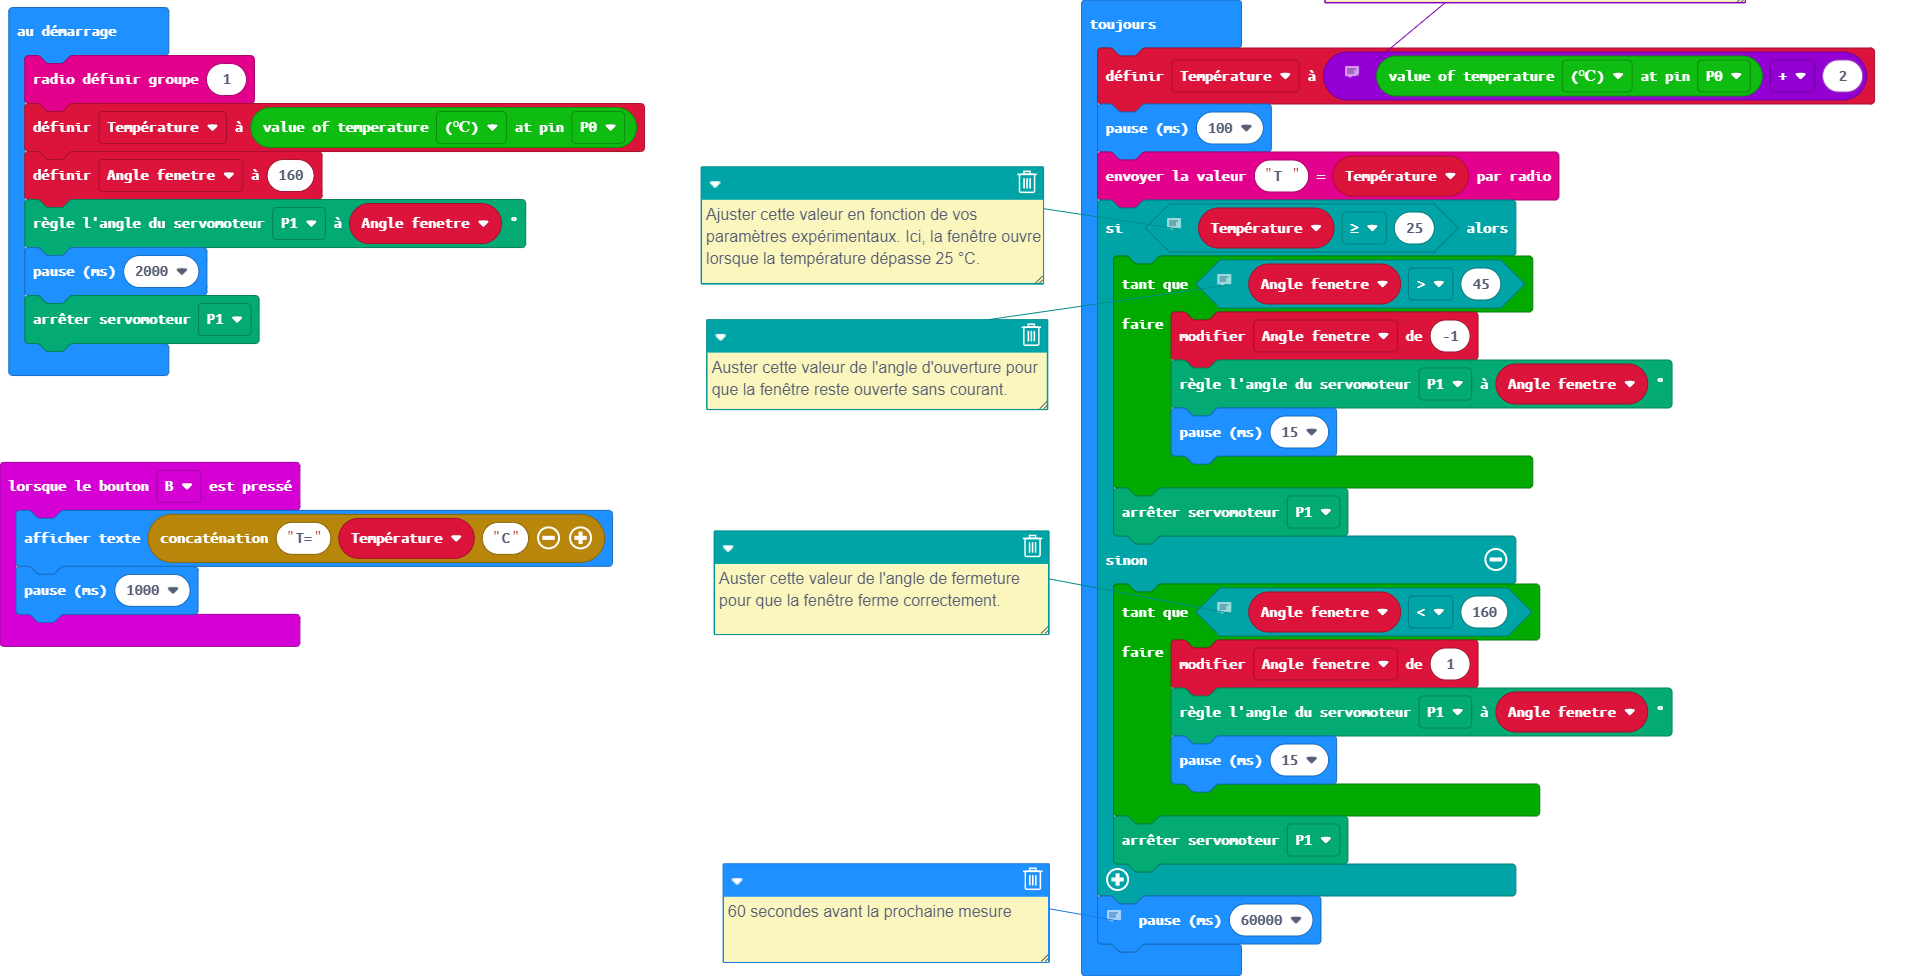 au démarrage
radio définir groupe 1
définir Température à value of temperature (℃) at pin P0
définir Angle fenetre à 160
règle l'angle du servomoteur P1 à Angle fenetre °
pause (ms) 2000
arrêter servomoteur P1
lorsque le bouton B est pressé
afficher texte concaténation "T=" Température "C"
pause (ms) 1000
Ajuster cette valeur en fonction de vos
paramètres expérimentaux. Ici, la fenêtre ouvre
lorsque la température dépasse 25 °C.
Auster cette valeur de l'angle d'ouverture pour
que la fenêtre reste ouverte sans courant.
Auster cette valeur de l'angle de fermeture
pour que la fenêtre ferme correctement.
60 secondes avant la prochaine mesure
toujours
définir Température à value of temperature (℃) at pin P0 + 2
pause (ms) 100
envoyer la valeur "T " = Température par radio
si Température ≥ 25 alors
tant que Angle fenetre > 45
faire
modifier Angle fenetre de -1
règle l'angle du servomoteur P1 à Angle fenetre °
pause (ms) 15
arrêter servomoteur P1
sinon
tant que Angle fenetre < 160
faire
modifier Angle fenetre de 1
règle l'angle du servomoteur P1 à Angle fenetre °
pause (ms) 15
arrêter servomoteur P1
pause (ms) 60000